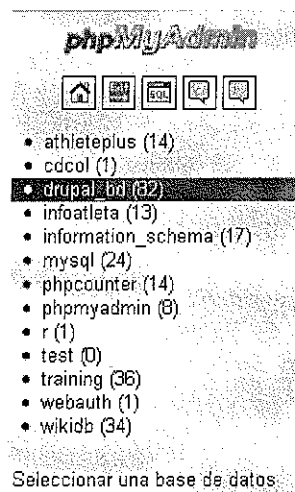 phpMyAdmin
SQL
athleteplus (14)
cdcol (1)
drupal_bd (82)
infoatleta (13)
information_schema (17)
mysql (24)
phpcounter (14)
phpmyadmin (8)
r (1)
test (0)
training (36)
webauth (1)
wikidb (34)
Seleccionar una base de datos